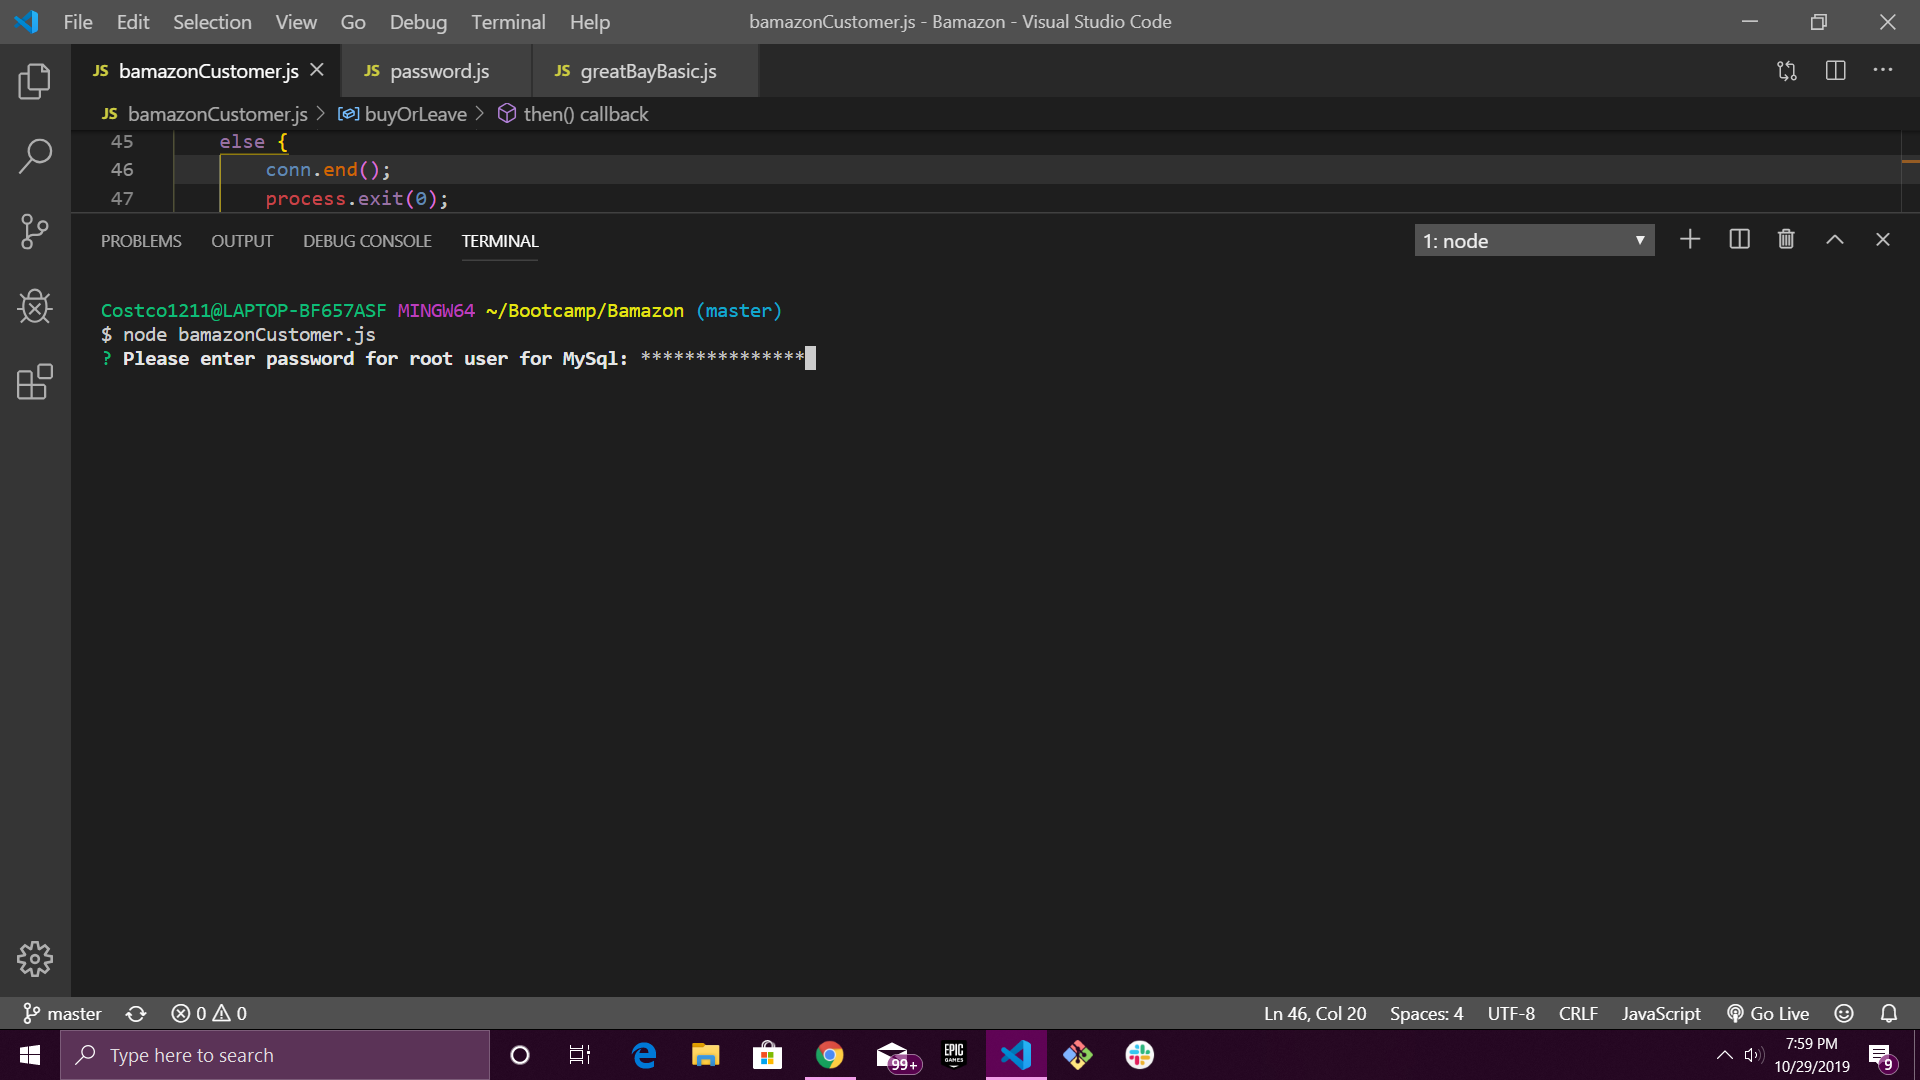 File Edit Selection View Go Debug Terminal Help bamazonCustomer.js - Bamazon - Visual Studio Code
JS bamazonCustomer.js JS password.js JS greatBayBasic.js
JS bamazonCustomer.js > buyOrLeave > then() callback
45 else {
46 conn.end();
47 process.exit(0);
PROBLEMS OUTPUT DEBUG CONSOLE TERMINAL 1: node
Costco1211@LAPTOP-BF657ASF MINGW64 ~/Bootcamp/Bamazon (master)
$ node bamazonCustomer.js
? Please enter password for root user for MySql: ***************
master 0 0 Ln 46, Col 20 Spaces: 4 UTF-8 CRLF JavaScript Go Live
Type here to search 99+ EPIC GAMES 7:59 PM
10/29/2019 9